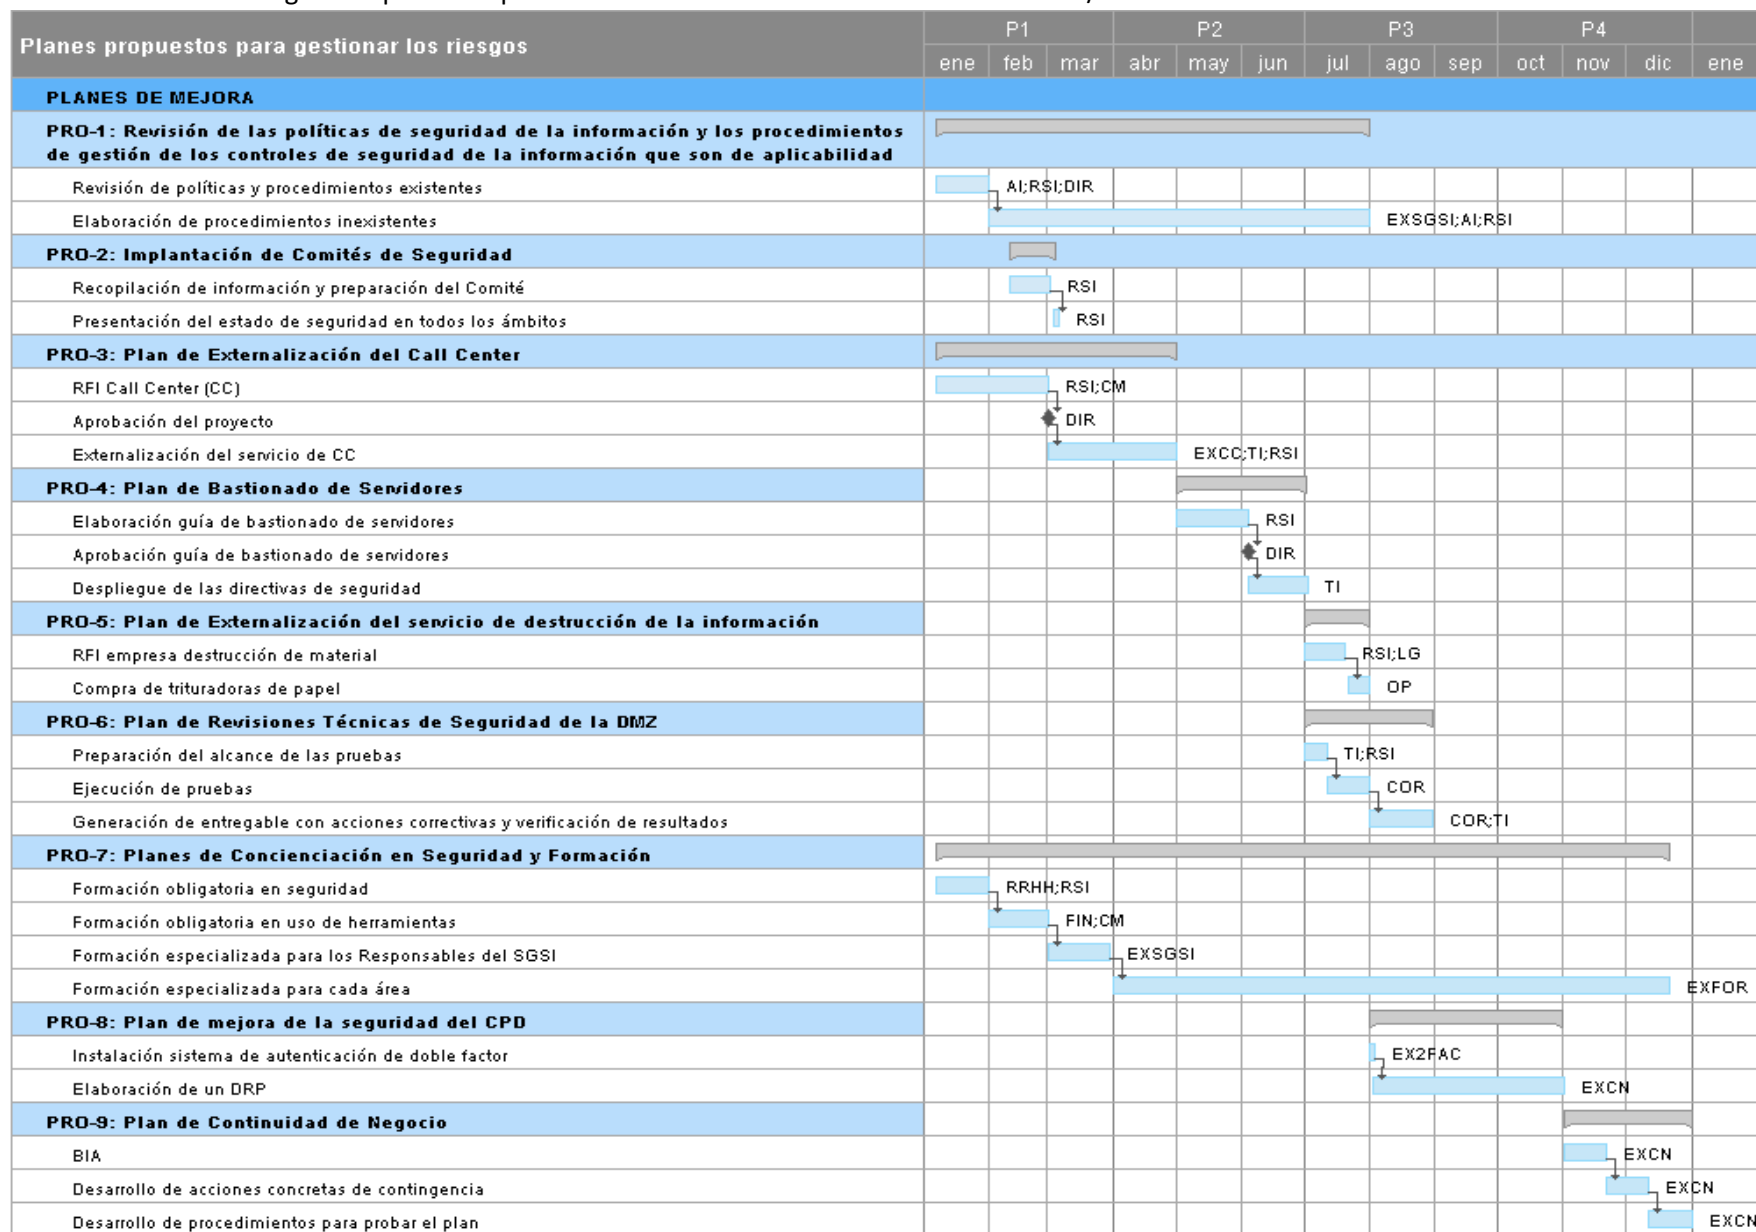 Planes propuestos para gestionar los riesgos
P1 P2 P3 P4
ene feb mar abr may jun jul ago sep oct nov dic ene
PLANES DE MEJORA
PRO-1: Revisión de las políticas de seguridad de la información y los procedimientos
de gestión de los controles de seguridad de la información que son de aplicabilidad
Revisión de políticas y procedimientos existentes AI;RSI;DIR
Elaboración de procedimientos inexistentes EXSGSI;AI;RSI
PRO-2: Implantación de Comités de Seguridad
Recopilación de información y preparación del Comité RSI
Presentación del estado de seguridad en todos los ámbitos RSI
PRO-3: Plan de Externalización del Call Center
RFI Call Center (CC) RSI;CM
Aprobación del proyecto DIR
Externalización del servicio de CC EXCC;TI;RSI
PRO-4: Plan de Bastionado de Servidores
Elaboración guía de bastionado de servidores RSI
Aprobación guía de bastionado de servidores DIR
Despliegue de las directivas de seguridad TI
PRO-5: Plan de Externalización del servicio de destrucción de la información
RFI empresa destrucción de material RSI;LG
Compra de trituradoras de papel OP
PRO-6: Plan de Revisiones Técnicas de Seguridad de la DMZ
Preparación del alcance de las pruebas TI;RSI
Ejecución de pruebas COR
Generación de entregable con acciones correctivas y verificación de resultados COR;TI
PRO-7: Planes de Concienciación en Seguridad y Formación
Formación obligatoria en seguridad RRHH;RSI
Formación obligatoria en uso de herramientas FIN;CM
Formación especializada para los Responsables del SGSI EXSGSI
Formación especializada para cada área EXFOR
PRO-8: Plan de mejora de la seguridad del CPD
Instalación sistema de autenticación de doble factor EX2FAC
Elaboración de un DRP EXCN
PRO-9: Plan de Continuidad de Negocio
BIA EXCN
Desarrollo de acciones concretas de contingencia EXCN
Desarrollo de procedimientos para probar el plan EXCN